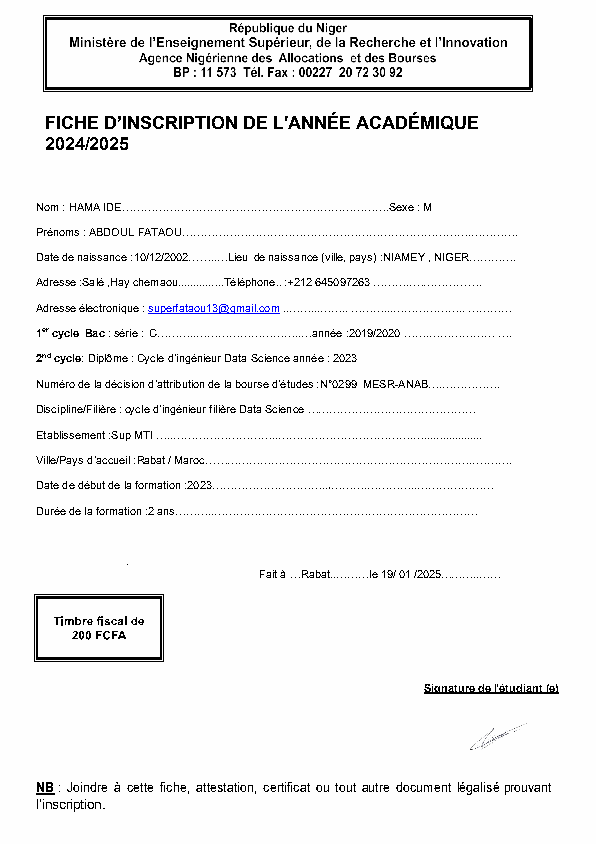 République du Niger
Ministère de l'Enseignement Supérieur, de la Recherche et l'Innovation
Agence Nigérienne des Allocations et des Bourses
BP : 11 573 Tél. Fax : 00227 20 72 30 92
FICHE D'INSCRIPTION DE L'ANNÉE ACADÉMIQUE
2024/2025
Nom : HAMA IDE……………………………………………………………….Sexe : M
Prénoms : ABDOUL FATAOU……………………………………………………………………………….
Date de naissance :10/12/2002……..…Lieu de naissance (ville, pays) :NIAMEY , NIGER………….
Adresse :Salé ,Hay chemaou...............Téléphone.. :+212 645097263 …………………………
Adresse électronique : superfataou13@gmail.com ……………………………………………………
1er cycle Bac : série : C……………………………………année :2019/2020 ………………………
2nd cycle: Diplôme : Cycle d'ingénieur Data Science année : 2023
Numéro de la décision d'attribution de la bourse d'études :N°0299 MESR-ANAB………………
Discipline/Filière : cycle d'ingénieur filière Data Science ………………………………………
Etablissement :Sup MTI ……………………………………………………………......................
Ville/Pays d'accueil :Rabat / Maroc…………………………………………………………………………
Date de début de la formation :2023…………………………………………………………………
Durée de la formation :2 ans………………………………………………………………………
Fait à …Rabat...………le 19/ 01 /2025……………
Timbre fiscal de
200 FCFA
Signature de l'étudiant (e)
NB : Joindre à cette fiche, attestation, certificat ou tout autre document légalisé prouvant
l'inscription.